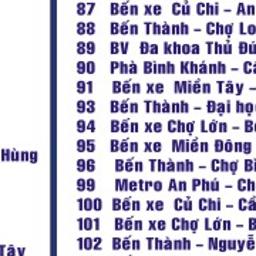 87 Bến xe Củ Chi – An
88 Bến Thành – Chợ Lo
89 BV Đa khoa Thủ Đú
90 Phà Bình Khánh – Cầ
91 Bến xe Miền Tây –
93 Bến Thành – Đại học
94 Bến xe Chợ Lớn – B
95 Bến xe Miền Đông
96 Bến Thành – Chợ Bì
99 Metro An Phú – Ch
100 Bến xe Củ Chi – Cầ
101 Bến xe Chợ Lớn – B
102 Bến Thành – Nguyễ
Hùng
Tây